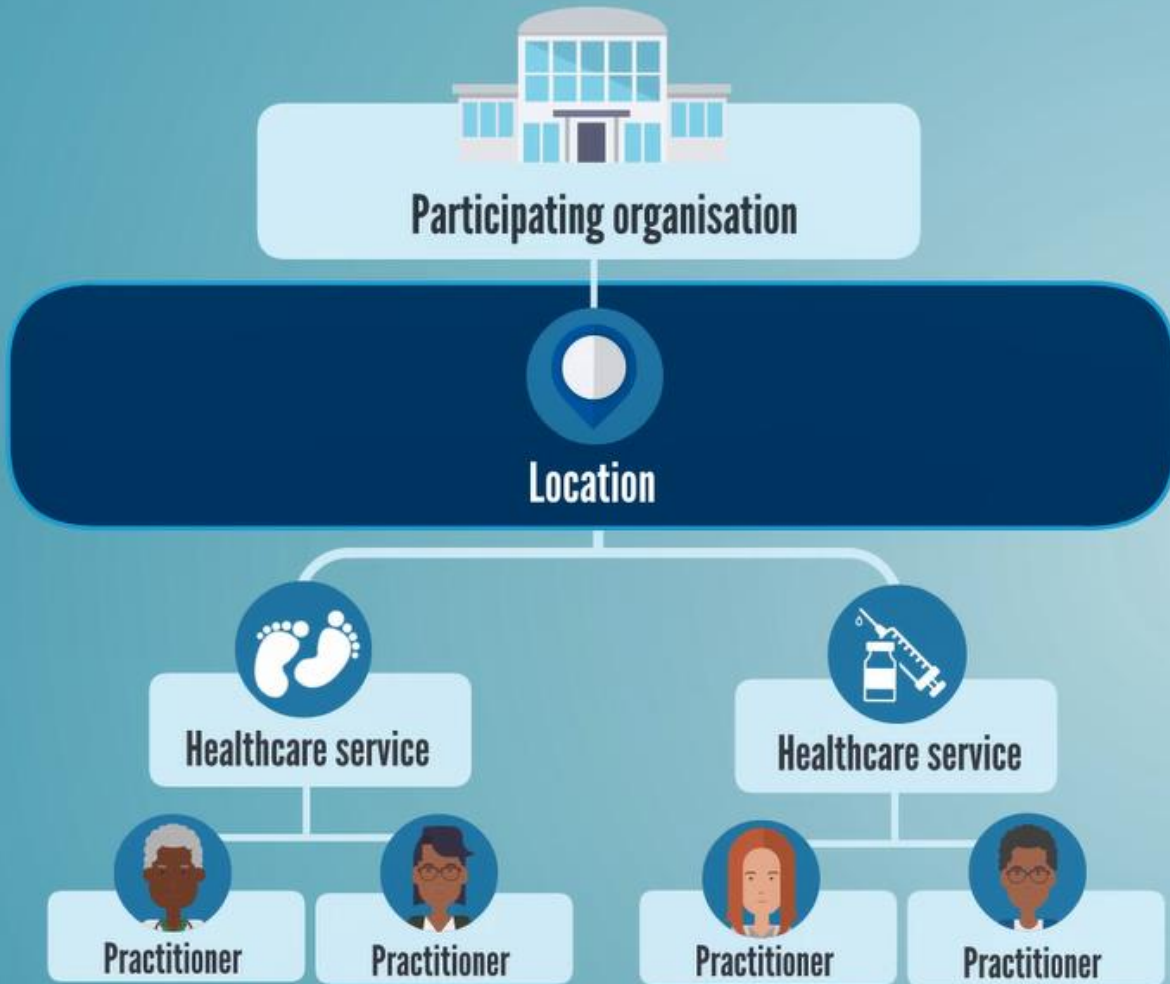 Participating organisation
Location
Healthcare service
Healthcare service
Practitioner
Practitioner
Practitioner
Practitioner